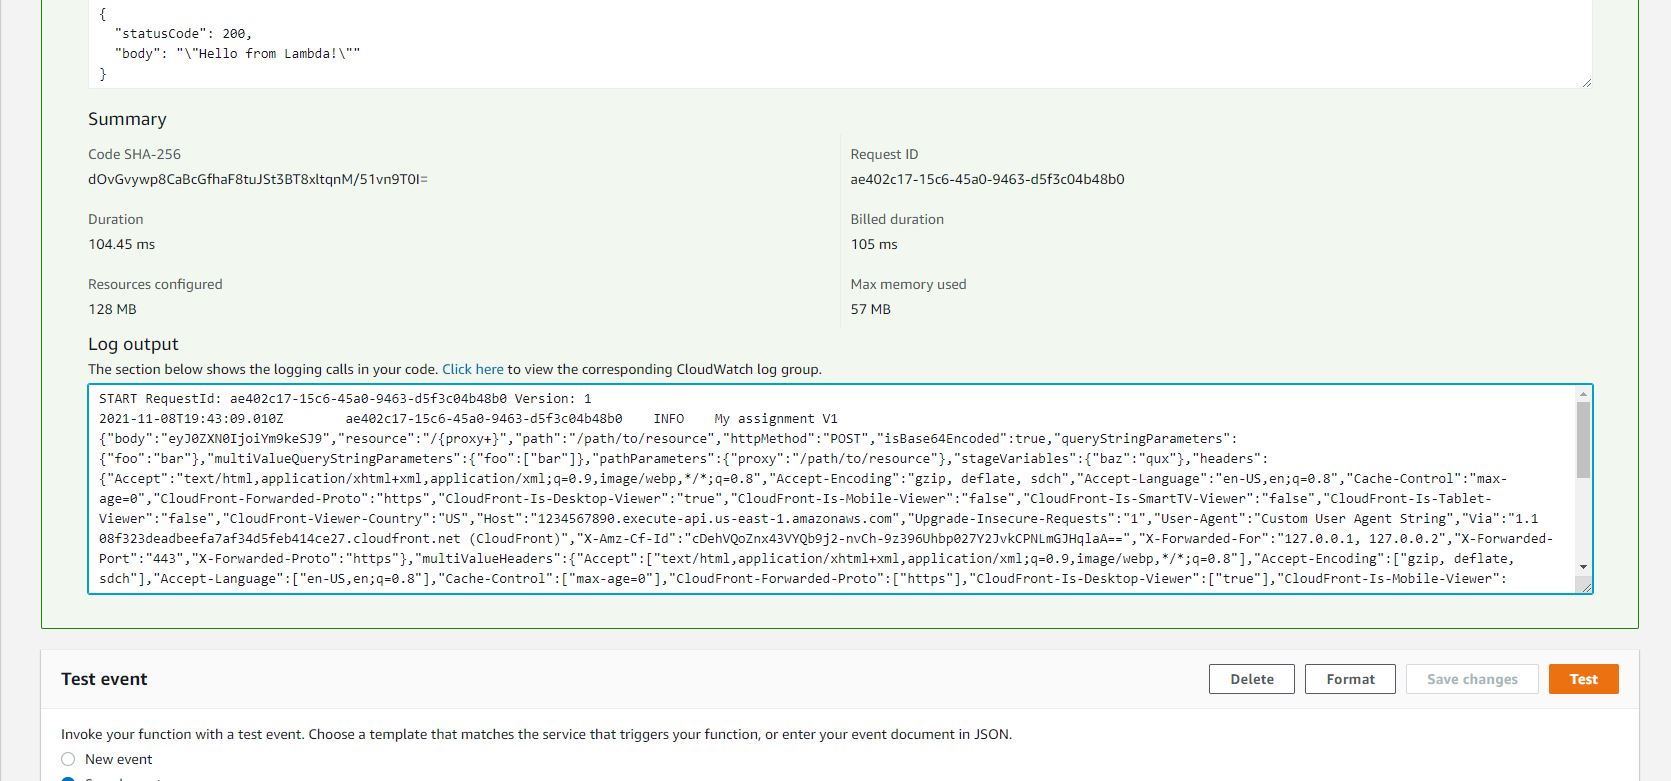 {
"statusCode": 200,
"body": "\"Hello from Lambda!\""
}
Summary
Code SHA-256
dOvGvywp8CaBcGfhaF8tuJSt3BT8xltqnM/51vn9T0I=
Request ID
ae402c17-15c6-45a0-9463-d5f3c04b48b0
Duration
104.45 ms
Billed duration
105 ms
Resources configured
128 MB
Max memory used
57 MB
Log output
The section below shows the logging calls in your code. Click here to view the corresponding CloudWatch log group.
START RequestId: ae402c17-15c6-45a0-9463-d5f3c04b48b0 Version: 1
2021-11-08T19:43:09.010Z ae402c17-15c6-45a0-9463-d5f3c04b48b0 INFO My assignment V1
{"body":"eyJ0ZXN0IjoiYm9keSJ9","resource":"/{proxy+}","path":"/path/to/resource","httpMethod":"POST","isBase64Encoded":true,"queryStringParameters":
{"foo":"bar"},"multiValueQueryStringParameters":{"foo":["bar"]},"pathParameters":{"proxy":"/path/to/resource"},"stageVariables":{"baz":"qux"},"headers":
{"Accept":"text/html,application/xhtml+xml,application/xml;q=0.9,image/webp,*/*;q=0.8","Accept-Encoding":"gzip, deflate, sdch","Accept-Language":"en-US,en;q=0.8","Cache-Control":"max-
age=0","CloudFront-Forwarded-Proto":"https","CloudFront-Is-Desktop-Viewer":"true","CloudFront-Is-Mobile-Viewer":"false","CloudFront-Is-SmartTV-Viewer":"false","CloudFront-Is-Tablet-
Viewer":"false","CloudFront-Viewer-Country":"US","Host":"1234567890.execute-api.us-east-1.amazonaws.com","Upgrade-Insecure-Requests":"1","User-Agent":"Custom User Agent String","Via":"1.1
08f323deadbeefa7af34d5feb414ce27.cloudfront.net (CloudFront)","X-Amz-Cf-Id":"cDehVQoZnx43VYQb9j2-nvCh-9z396Uhbp027Y2JvkCPNLmGJHqlaA==","X-Forwarded-For":"127.0.0.1, 127.0.0.2","X-Forwarded-
Port":"443","X-Forwarded-Proto":"https"},"multiValueHeaders":{"Accept":["text/html,application/xhtml+xml,application/xml;q=0.9,image/webp,*/*;q=0.8"],"Accept-Encoding":["gzip, deflate,
sdch"],"Accept-Language":["en-US,en;q=0.8"],"Cache-Control":["max-age=0"],"CloudFront-Forwarded-Proto":["https"],"CloudFront-Is-Desktop-Viewer":["true"],"CloudFront-Is-Mobile-Viewer":
Test event
Delete
Format
Save changes
Test
Invoke your function with a test event. Choose a template that matches the service that triggers your function, or enter your event document in JSON.
New event